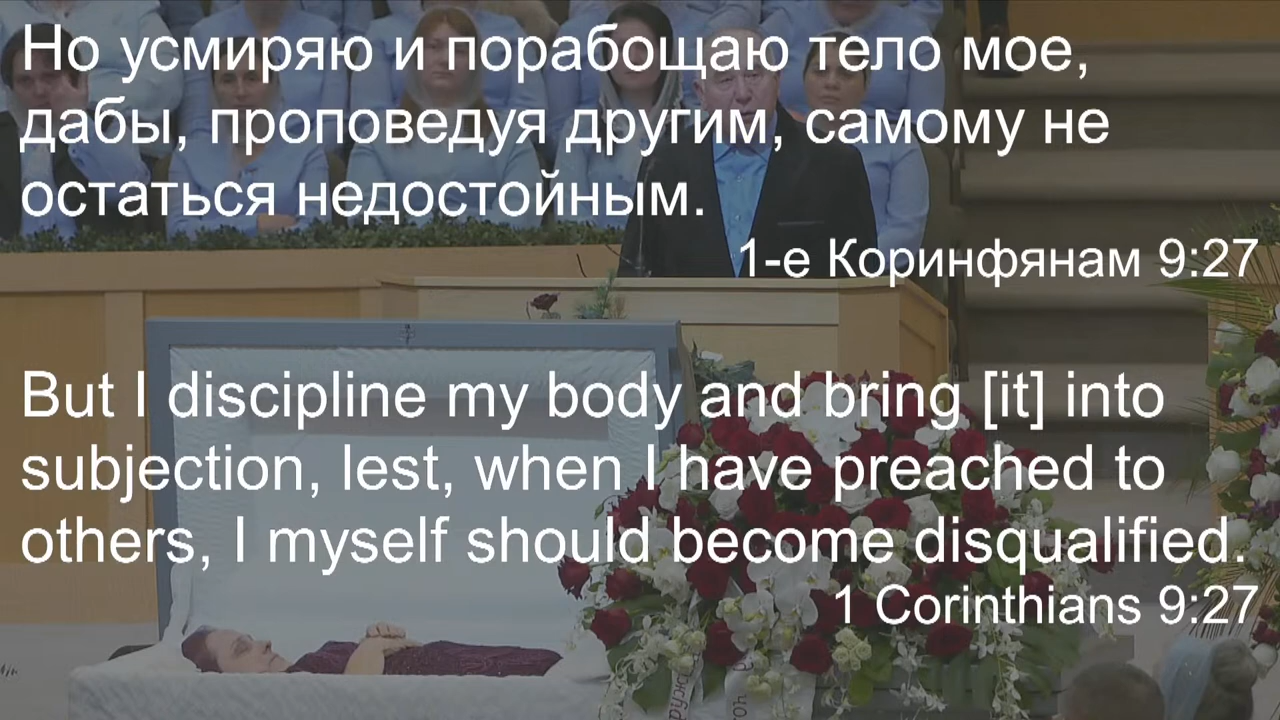 Но усмиряю и порабощаю тело мое,
дабы, проповедуя другим, самому не
остаться недостойным.
1-е Коринфянам 9:27
But I discipline my body and bring [it] into
subjection, lest, when I have preached to
others, I myself should become disqualified.
1 Corinthians 9:27